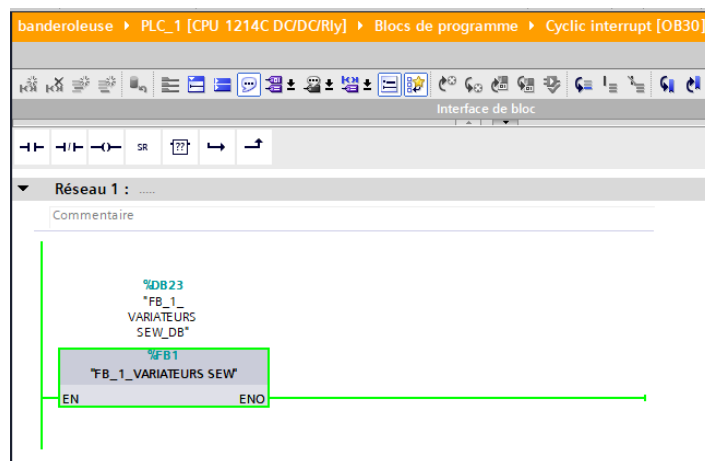 banderoleuse ▸ PLC_1 [CPU 1214C DC/DC/Rly] ▸ Blocs de programme ▸ Cyclic interrupt [OB30]
Interface de bloc
SR
??
Réseau 1 : .....
Commentaire
%DB23
"FB_1_
VARIATEURS
SEW_DB"
%FB1
"FB_1_VARIATEURS SEW"
EN ENO